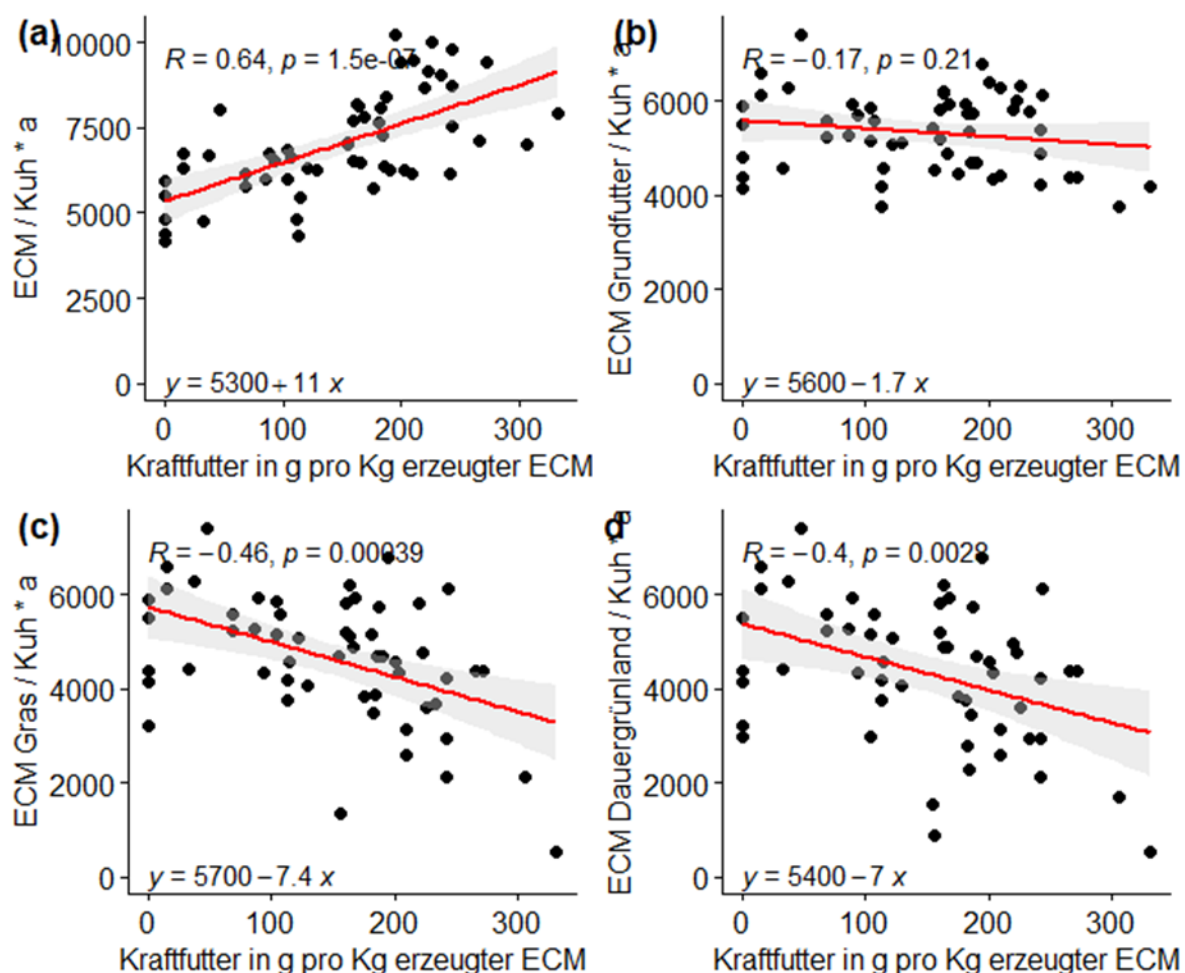 (a)
ECM / Kuh * a
10000
7500
5000
2500
0
R = 0.64, p = 1.5e-07
y = 5300 + 11 x
0 100 200 300
Kraftfutter in g pro Kg erzeugter ECM
(b)
ECM Grundfutter / Kuh * a
6000
4000
2000
0
R = −0.17, p = 0.21
y = 5600 − 1.7 x
0 100 200 300
Kraftfutter in g pro Kg erzeugter ECM
(c)
ECM Gras / Kuh * a
6000
4000
2000
0
R = −0.46, p = 0.00039
y = 5700 − 7.4 x
0 100 200 300
Kraftfutter in g pro Kg erzeugter ECM
(d
ECM Dauergrünland / Kuh * a
6000
4000
2000
0
R = −0.4, p = 0.0028
y = 5400 − 7 x
0 100 200 300
Kraftfutter in g pro Kg erzeugter ECM